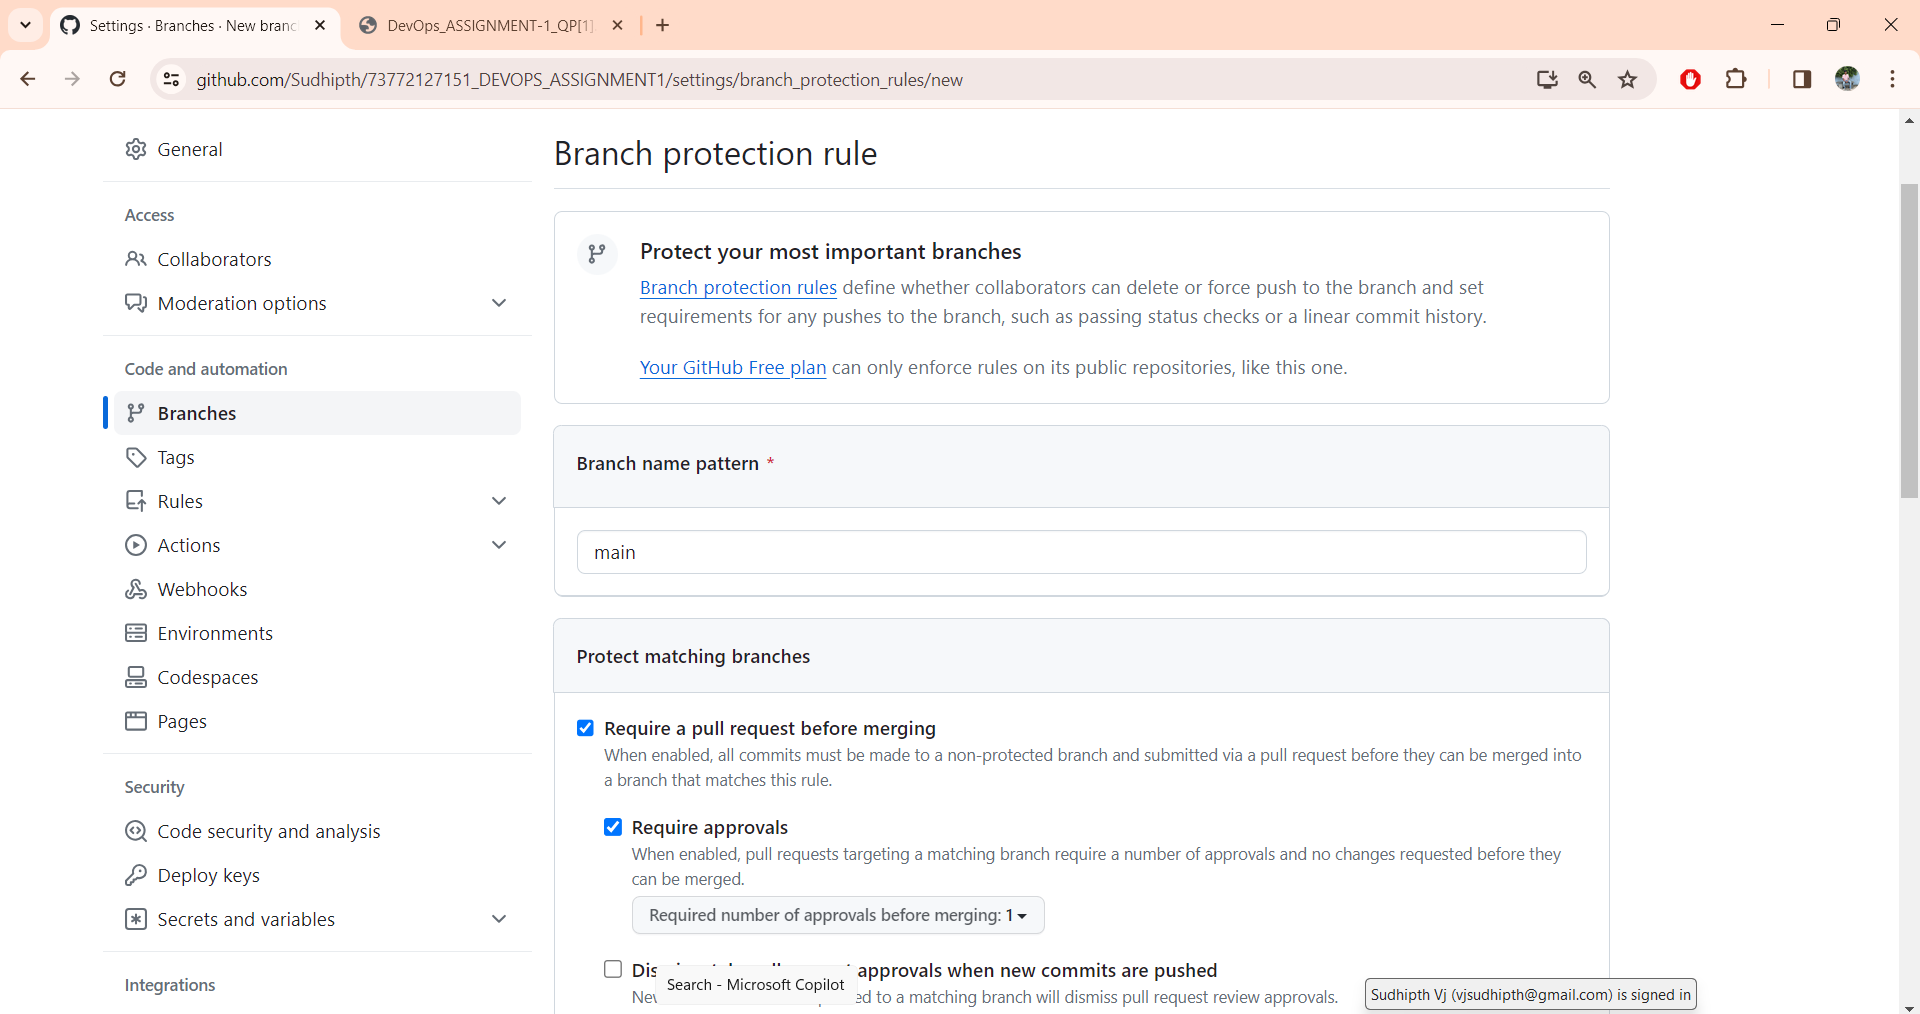 Settings · Branches · New branc
DevOps_ASSIGNMENT-1_QP[1]
github.com/Sudhipth/73772127151_DEVOPS_ASSIGNMENT1/settings/branch_protection_rules/new
General
Access
Collaborators
Moderation options
Code and automation
Branches
Tags
Rules
Actions
Webhooks
Environments
Codespaces
Pages
Security
Code security and analysis
Deploy keys
Secrets and variables
Integrations
Branch protection rule
Protect your most important branches
Branch protection rules define whether collaborators can delete or force push to the branch and set
requirements for any pushes to the branch, such as passing status checks or a linear commit history.
Your GitHub Free plan can only enforce rules on its public repositories, like this one.
Branch name pattern *
main
Protect matching branches
Require a pull request before merging
When enabled, all commits must be made to a non-protected branch and submitted via a pull request before they can be merged into
a branch that matches this rule.
Require approvals
When enabled, pull requests targeting a matching branch require a number of approvals and no changes requested before they
can be merged.
Required number of approvals before merging: 1
approvals when new commits are pushed
to a matching branch will dismiss pull request review approvals.
Search - Microsoft Copilot
Sudhipth Vj (vjsudhipth@gmail.com) is signed in